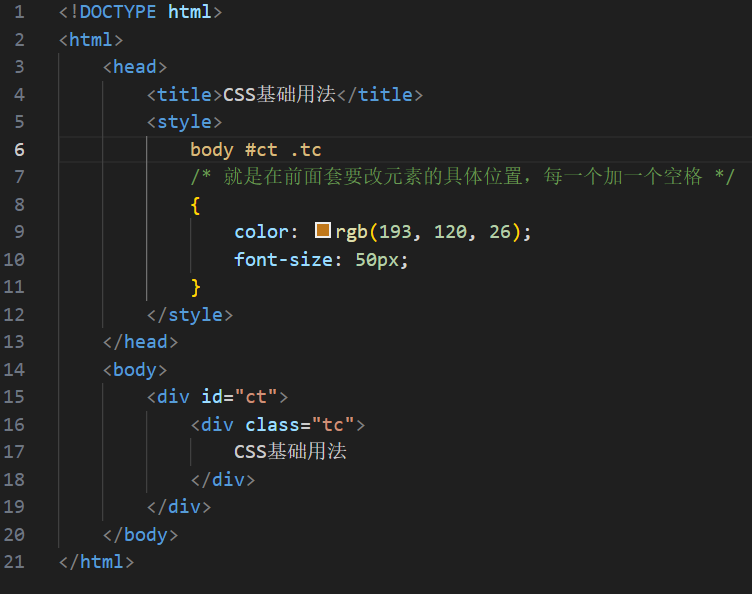 1 <!DOCTYPE html>
2 <html>
3 <head>
4 <title>CSS基础用法</title>
5 <style>
6 body #ct .tc
7 /* 就是在前面套要改元素的具体位置，每一个加一个空格 */
8 {
9 color: rgb(193, 120, 26);
10 font-size: 50px;
11 }
12 </style>
13 </head>
14 <body>
15 <div id="ct">
16 <div class="tc">
17 CSS基础用法
18 </div>
19 </div>
20 </body>
21 </html>